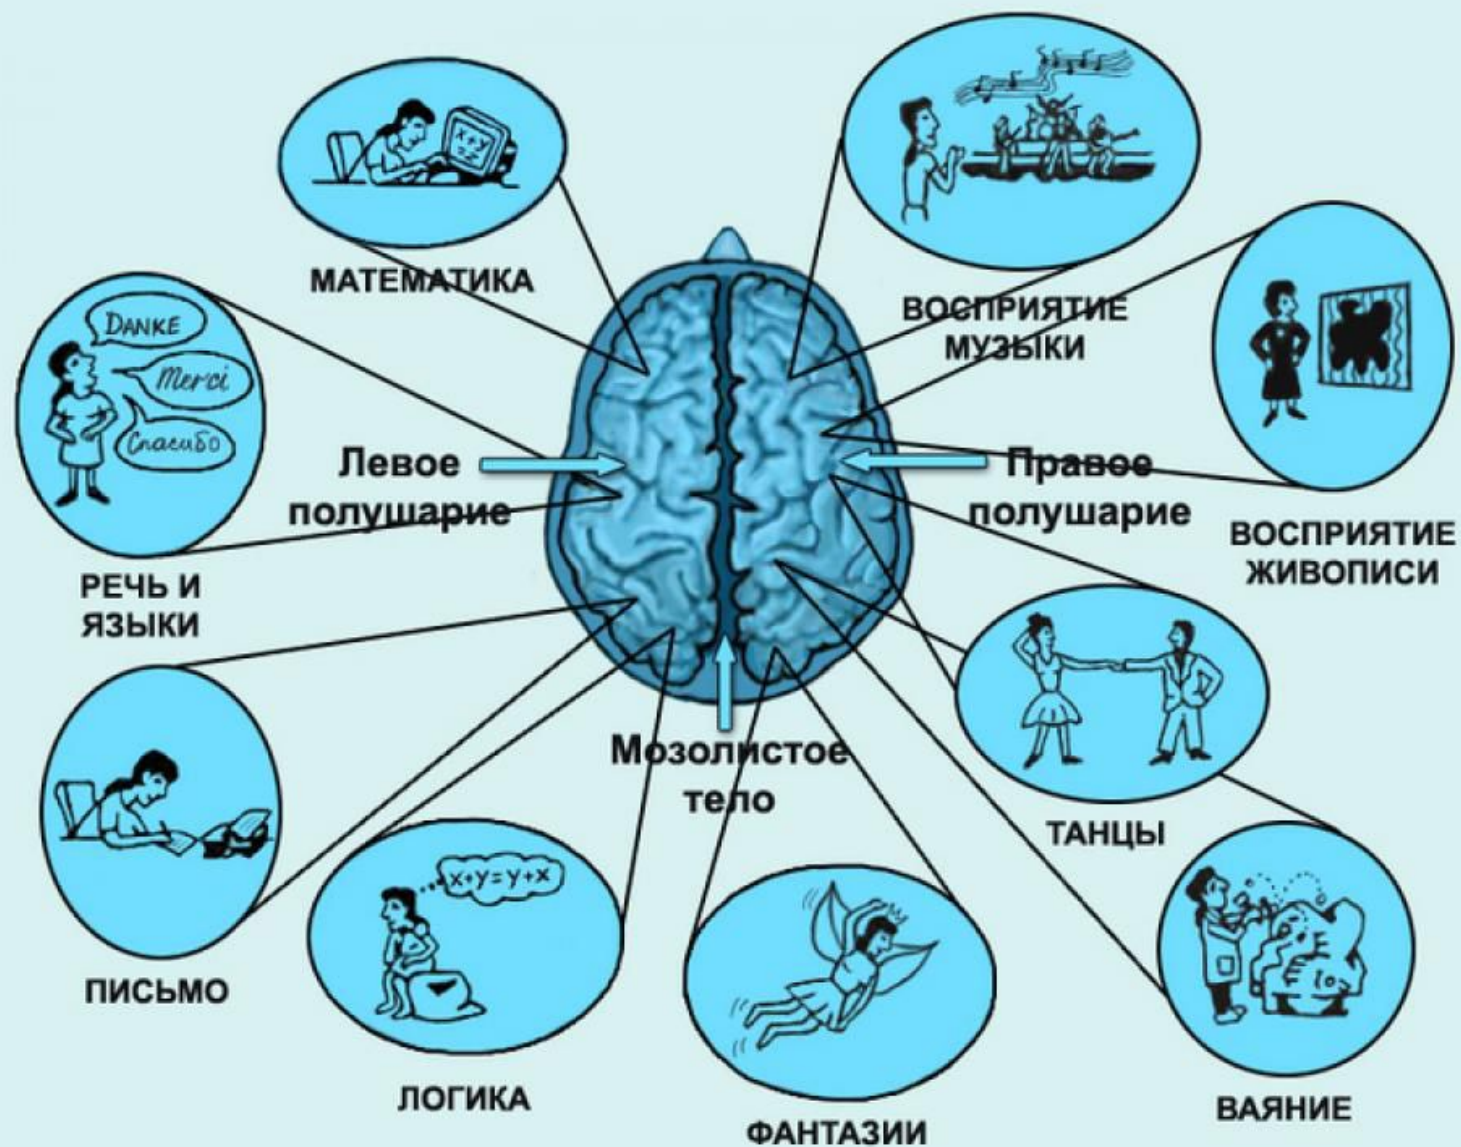 x+y
=z
МАТЕМАТИКА
ВОСПРИЯТИЕ
МУЗЫКИ
DANKE
Merci
Спасибо
РЕЧЬ И
ЯЗЫКИ
Левое
полушарие
Правое
полушарие
ВОСПРИЯТИЕ
ЖИВОПИСИ
Мозолистое
тело
ТАНЦЫ
ПИСЬМО
x+y=y+x
ЛОГИКА
ФАНТАЗИИ
ВАЯНИЕ